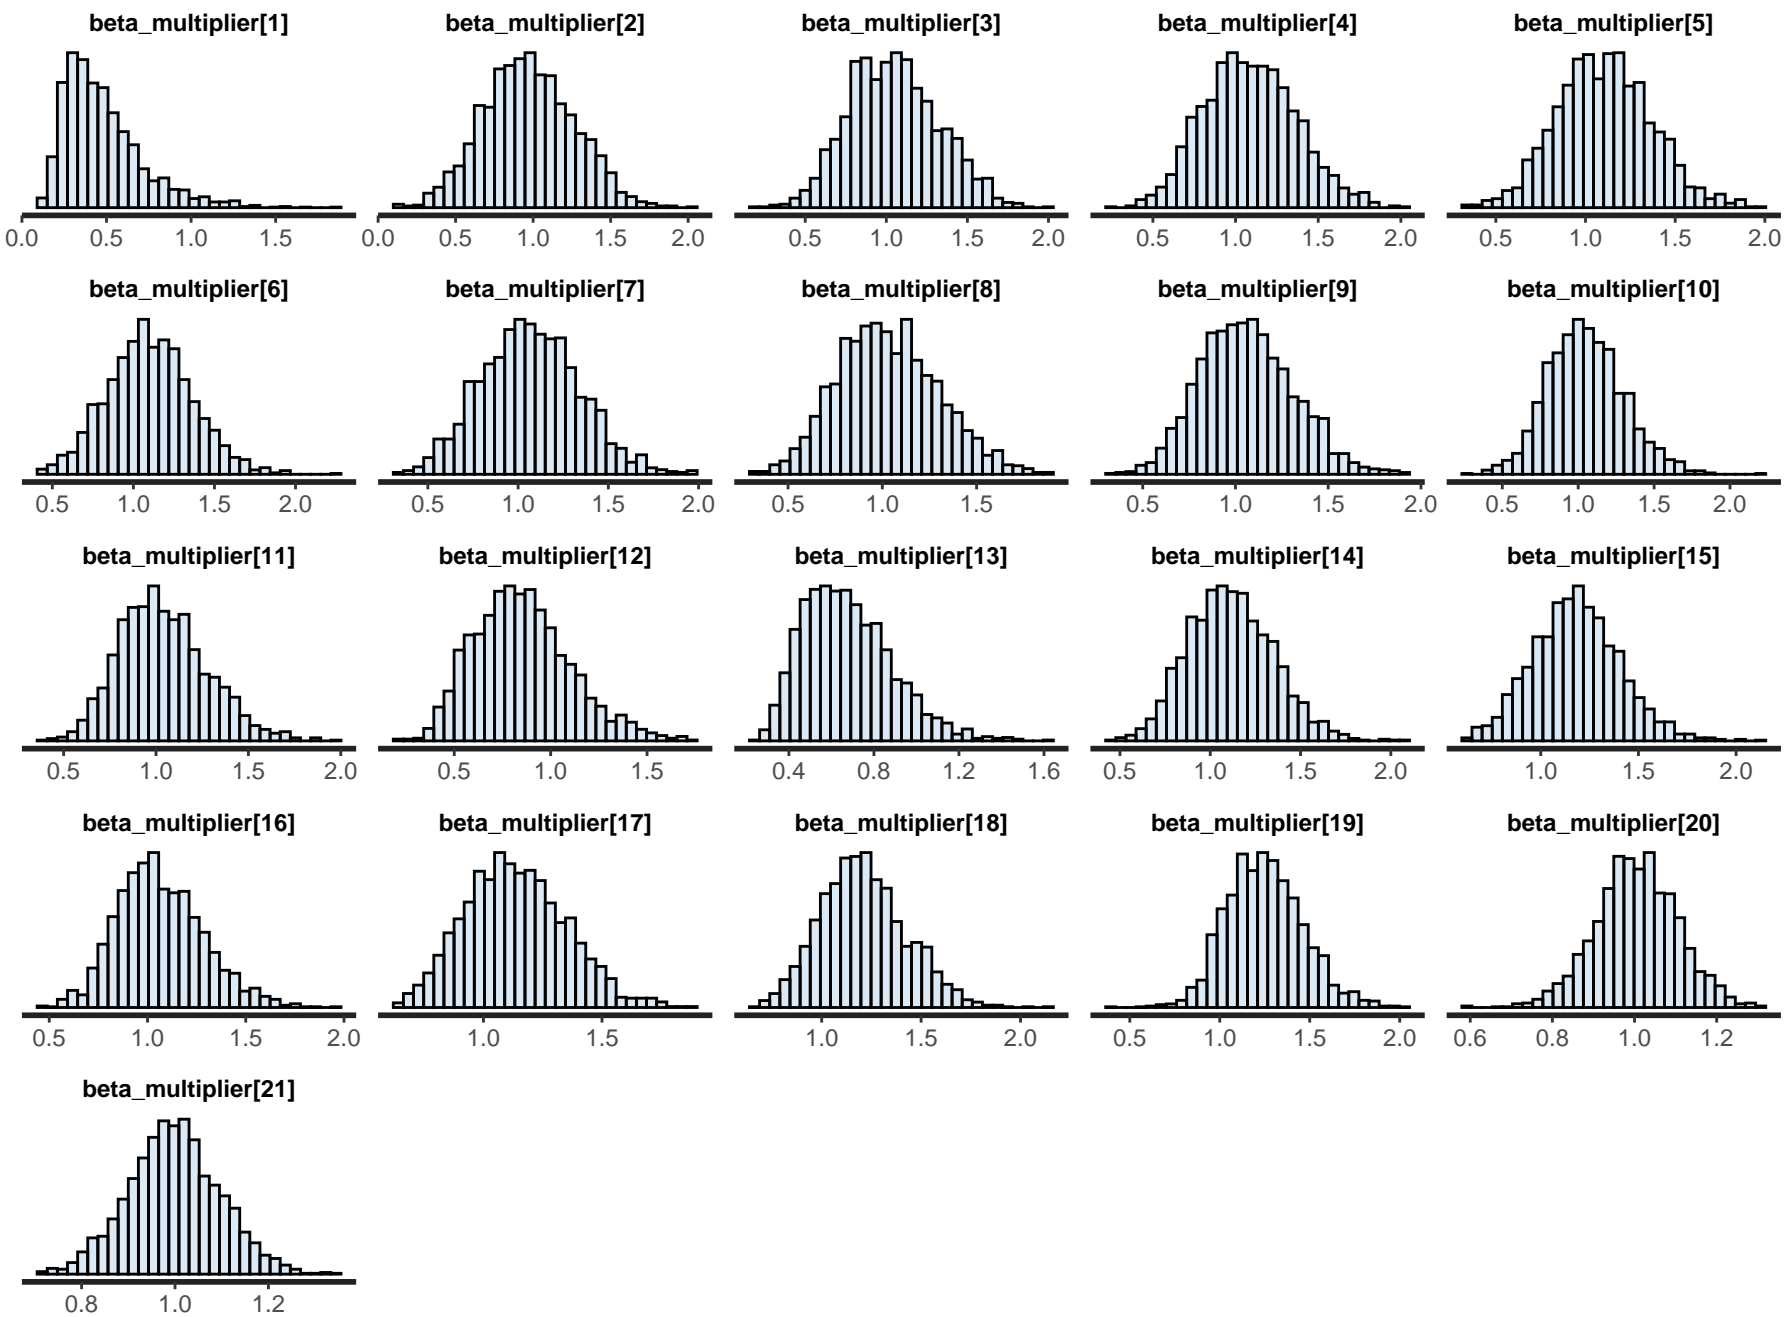 beta_multiplier[1] beta_multiplier[2] beta_multiplier[3] beta_multiplier[4] beta_multiplier[5]
0.0 0.5 1.0 1.5 0.0 0.5 1.0 1.5 2.0 0.5 1.0 1.5 2.0 0.5 1.0 1.5 2.0 0.5 1.0 1.5 2.0
beta_multiplier[6] beta_multiplier[7] beta_multiplier[8] beta_multiplier[9] beta_multiplier[10]
0.5 1.0 1.5 2.0 0.5 1.0 1.5 2.0 0.5 1.0 1.5 0.5 1.0 1.5 2.0 0.5 1.0 1.5 2.0
beta_multiplier[11] beta_multiplier[12] beta_multiplier[13] beta_multiplier[14] beta_multiplier[15]
0.5 1.0 1.5 2.0 0.5 1.0 1.5 0.4 0.8 1.2 1.6 0.5 1.0 1.5 2.0 1.0 1.5 2.0
beta_multiplier[16] beta_multiplier[17] beta_multiplier[18] beta_multiplier[19] beta_multiplier[20]
0.5 1.0 1.5 2.0 1.0 1.5 1.0 1.5 2.0 0.5 1.0 1.5 2.0 0.6 0.8 1.0 1.2
beta_multiplier[21]
0.8 1.0 1.2